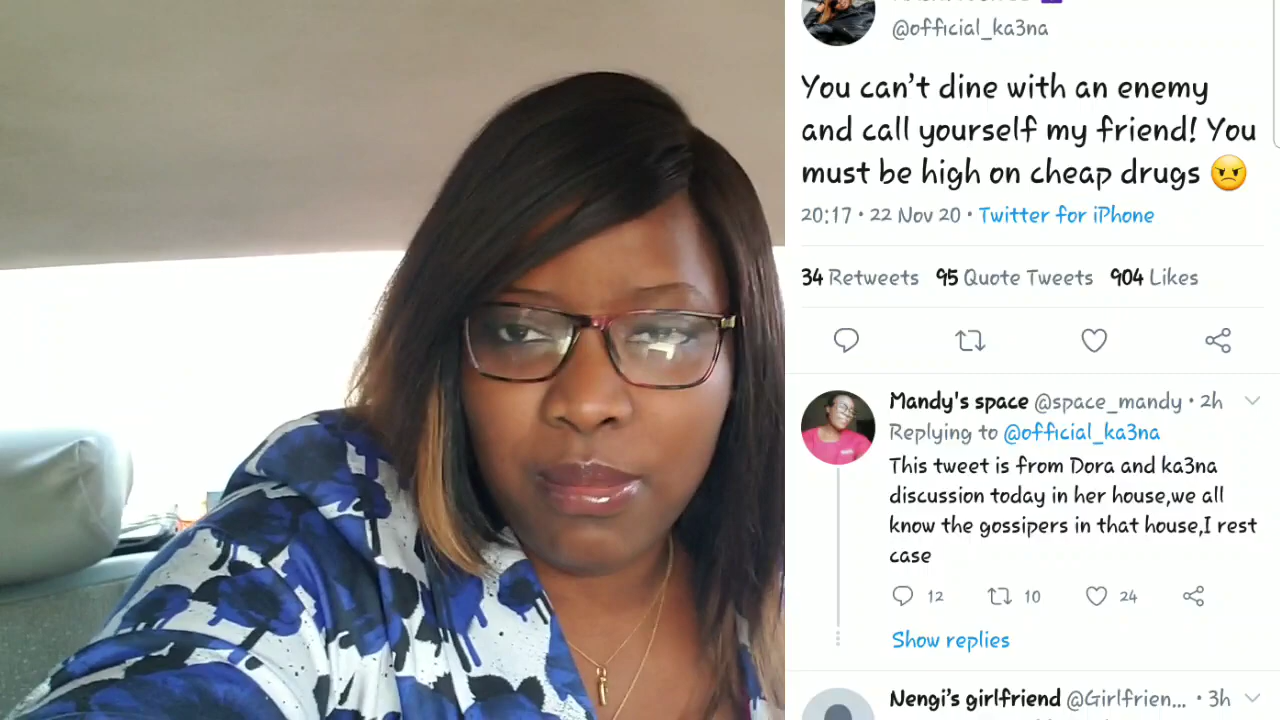 @official_ka3na
You can't dine with an enemy
and call yourself my friend! You
must be high on cheap drugs 😠
20:17 • 22 Nov 20 • Twitter for iPhone
34 Retweets 95 Quote Tweets 904 Likes
Mandy's space @space_mandy • 2h
Replying to @official_ka3na
This tweet is from Dora and ka3na
discussion today in her house,we all
know the gossipers in that house,I rest
case
12 10 24
Show replies
Nengi's girlfriend @Girlfrien... • 3h